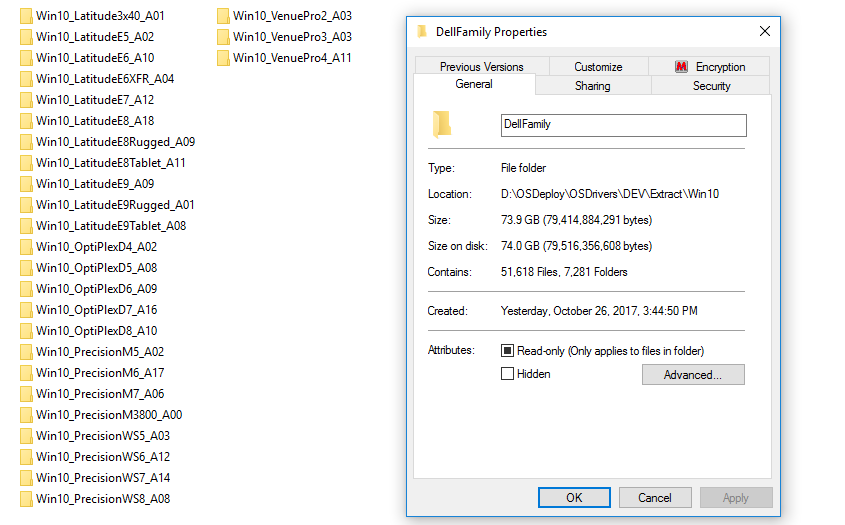 Win10_Latitude3x40_A01
Win10_LatitudeE5_A02
Win10_LatitudeE6_A10
Win10_LatitudeE6XFR_A04
Win10_LatitudeE7_A12
Win10_LatitudeE8_A18
Win10_LatitudeE8Rugged_A09
Win10_LatitudeE8Tablet_A11
Win10_LatitudeE9_A09
Win10_LatitudeE9Rugged_A01
Win10_LatitudeE9Tablet_A08
Win10_OptiPlexD4_A02
Win10_OptiPlexD5_A08
Win10_OptiPlexD6_A09
Win10_OptiPlexD7_A16
Win10_OptiPlexD8_A10
Win10_PrecisionM5_A02
Win10_PrecisionM6_A17
Win10_PrecisionM7_A06
Win10_PrecisionM3800_A00
Win10_PrecisionWS5_A03
Win10_PrecisionWS6_A12
Win10_PrecisionWS7_A14
Win10_PrecisionWS8_A08
Win10_VenuePro2_A03
Win10_VenuePro3_A03
Win10_VenuePro4_A11
DellFamily Properties
Previous Versions Customize M Encryption
General Sharing Security
DellFamily
Type: File folder
Location: D:\OSDeploy\OSDrivers\DEV\Extract\Win10
Size: 73.9 GB (79,414,884,291 bytes)
Size on disk: 74.0 GB (79,516,356,608 bytes)
Contains: 51,618 Files, 7,281 Folders
Created: Yesterday, October 26, 2017, 3:44:50 PM
Attributes: Read-only (Only applies to files in folder)
Hidden Advanced...
OK Cancel Apply